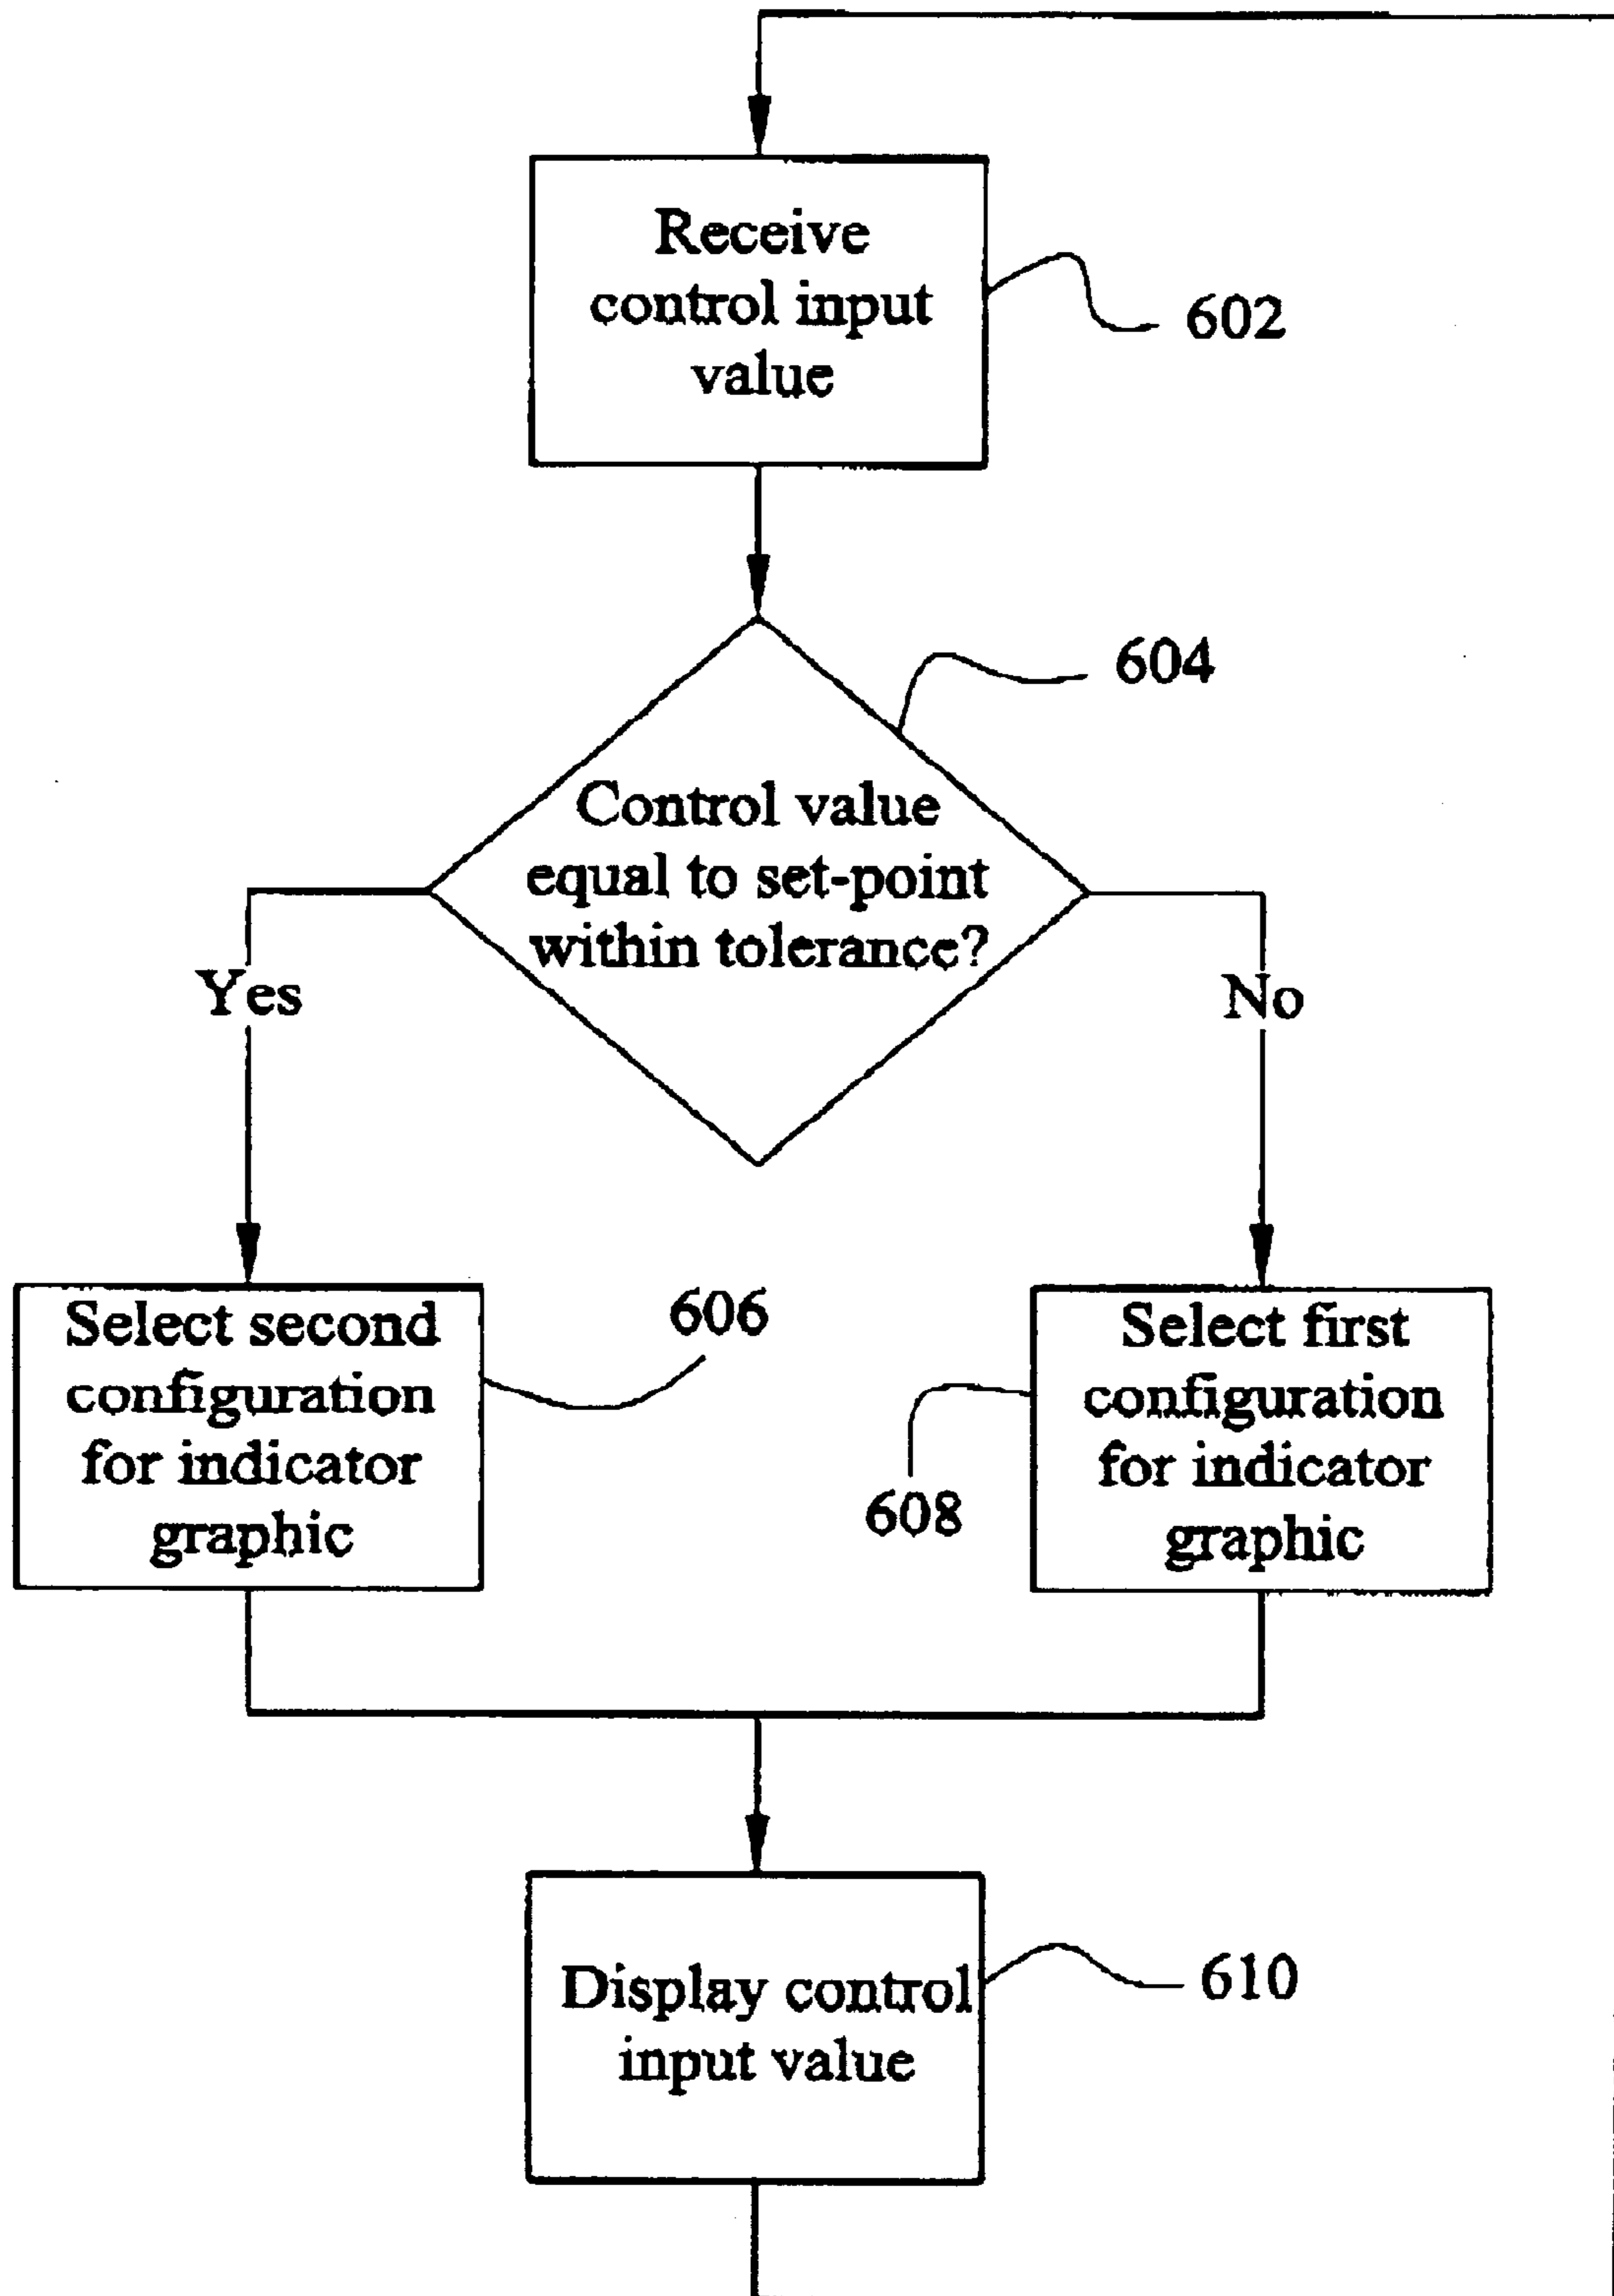 Receive
control input
value
602
604
Control value
equal to set-point
within tolerance?
Yes
No
Select second
configuration
for indicator
graphic
606
Select first
configuration
for indicator
graphic
608
Display control
input value
610